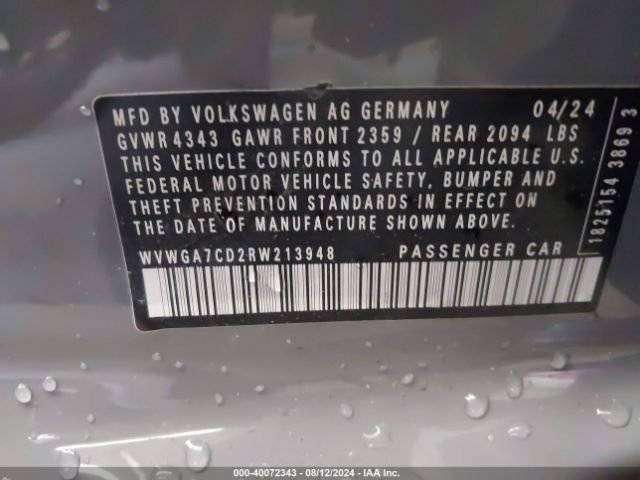 MFD BY VOLKSWAGEN AG GERMANY 04/24
GVWR 4343 GAWR FRONT 2359 / REAR 2094 LBS
THIS VEHICLE CONFORMS TO ALL APPLICABLE U.S.
FEDERAL MOTOR VEHICLE SAFETY, BUMPER AND
THEFT PREVENTION STANDARDS IN EFFECT ON
THE DATE OF MANUFACTURE SHOWN ABOVE.
WVWGA7CD2RW213948 PASSENGER CAR
1825154 3869 3
000-40072343 - 08/12/2024 - IAA Inc.